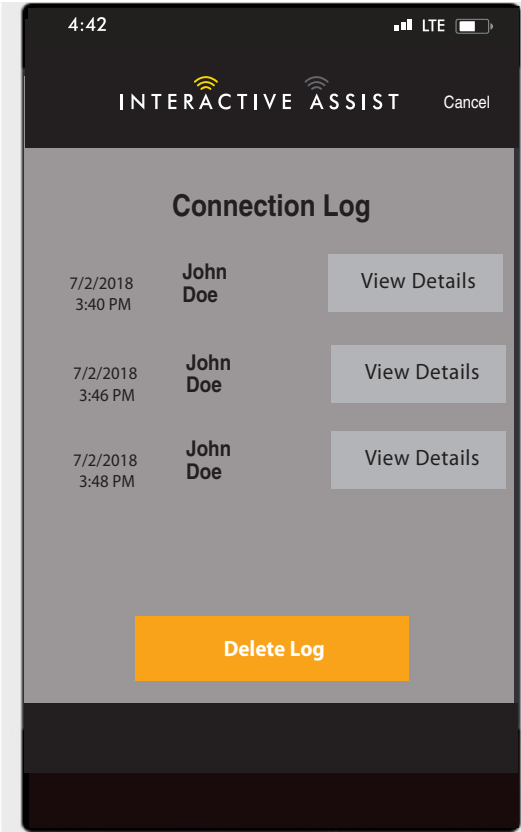 4:42 LTE
INTERACTIVE ASSIST Cancel
Connection Log
7/2/2018
3:40 PM
John
Doe
View Details
7/2/2018
3:46 PM
John
Doe
View Details
7/2/2018
3:48 PM
John
Doe
View Details
Delete Log